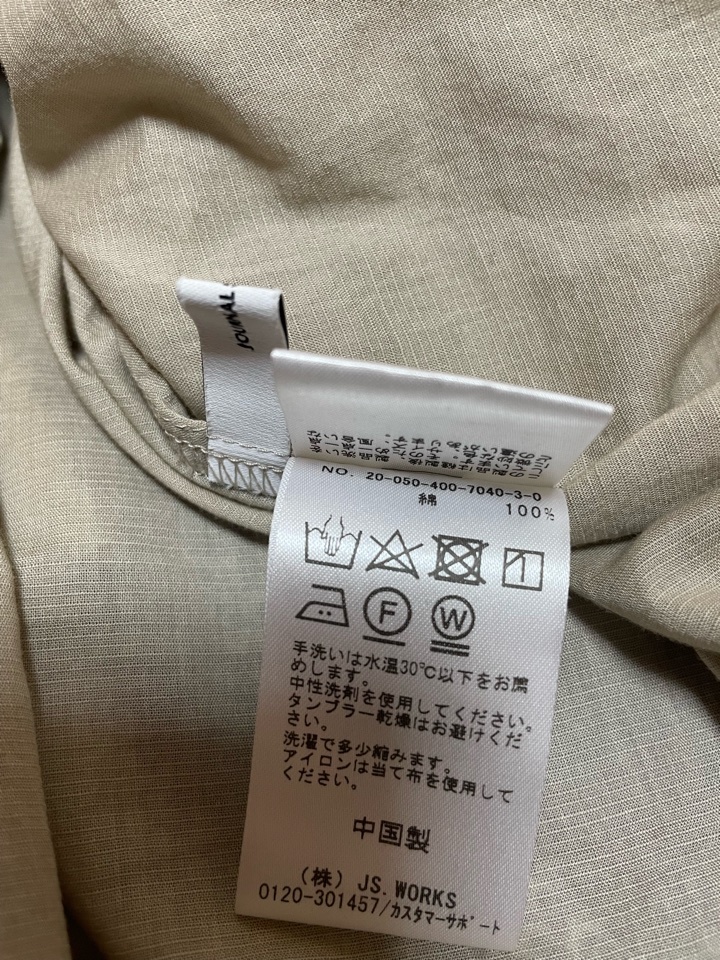 JOURNAL
NO. 20-050-400-7040-3-0
綿 100%
F W
手洗いは水温30℃以下をお薦
めします。
中性洗剤を使用してください。
タンブラー乾燥はお避けくだ
さい。
洗濯で多少縮みます。
アイロンは当て布を使用して
ください。
中国製
(株) JS.WORKS
0120-301457/カスタマーサポート